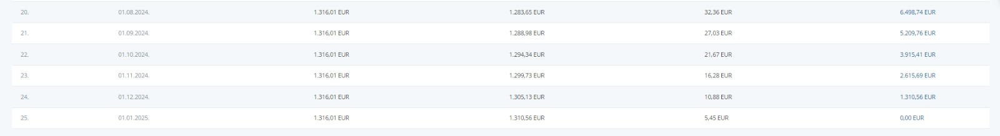 20. 01.08.2024. 1.316,01 EUR 1.283,65 EUR 32,36 EUR 6.498,74 EUR
21. 01.09.2024. 1.316,01 EUR 1.288,98 EUR 27,03 EUR 5.209,76 EUR
22. 01.10.2024. 1.316,01 EUR 1.294,34 EUR 21,67 EUR 3.915,41 EUR
23. 01.11.2024. 1.316,01 EUR 1.299,73 EUR 16,28 EUR 2.615,69 EUR
24. 01.12.2024. 1.316,01 EUR 1.305,13 EUR 10,88 EUR 1.310,56 EUR
25. 01.01.2025. 1.316,01 EUR 1.310,56 EUR 5,45 EUR 0,00 EUR